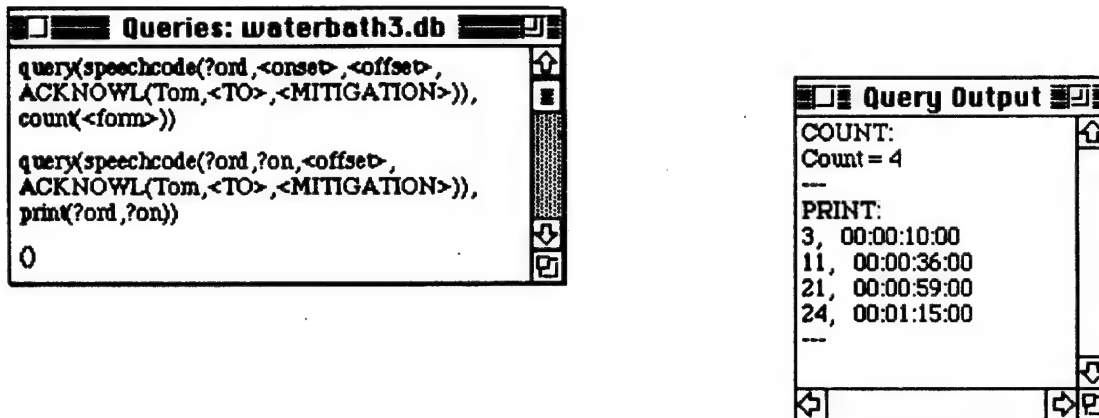 Queries: waterbath3.db
query(speechcode(?ord,<onset>,<offset>,
ACKNOWL(Tom,<TO>,<MITIGATION>)),
count(<form>))
query(speechcode(?ord,?on,<offset>,
ACKNOWL(Tom,<TO>,<MITIGATION>)),
print(?ord,?on))
()
Query Output
COUNT:
Count = 4
---
PRINT:
3, 00:00:10:00
11, 00:00:36:00
21, 00:00:59:00
24, 00:01:15:00
---